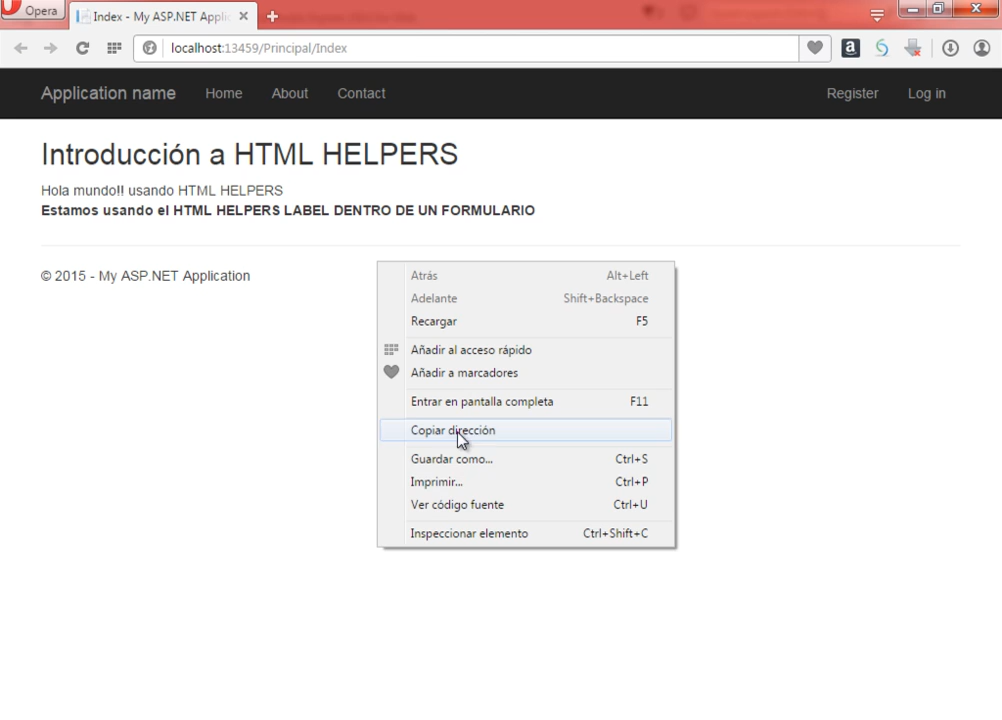 Opera
Index - My ASP.NET Applic
localhost:13459/Principal/Index
Application name Home About Contact Register Log in
Introducción a HTML HELPERS
Hola mundo!! usando HTML HELPERS
Estamos usando el HTML HELPERS LABEL DENTRO DE UN FORMULARIO
© 2015 - My ASP.NET Application
Atrás Alt+Left
Adelante Shift+Backspace
Recargar F5
Añadir al acceso rápido
Añadir a marcadores
Entrar en pantalla completa F11
Copiar dirección
Guardar como... Ctrl+S
Imprimir... Ctrl+P
Ver código fuente Ctrl+U
Inspeccionar elemento Ctrl+Shift+C